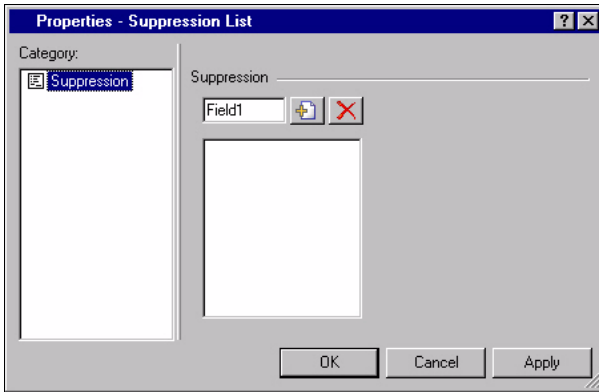 Properties - Suppression List
Category:
Suppression
Suppression
Field1
OK Cancel Apply